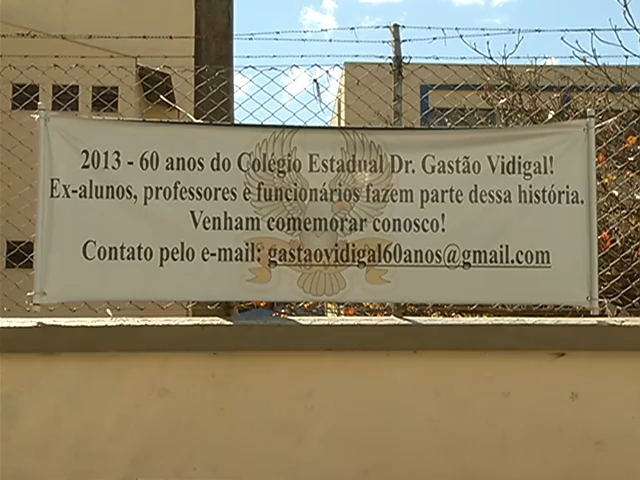 2013 - 60 anos do Colégio Estadual Dr. Gastão Vidigal!
Ex-alunos, professores e funcionários fazem parte dessa história.
Venham comemorar conosco!
Contato pelo e-mail: gastaovidigal60anos@gmail.com